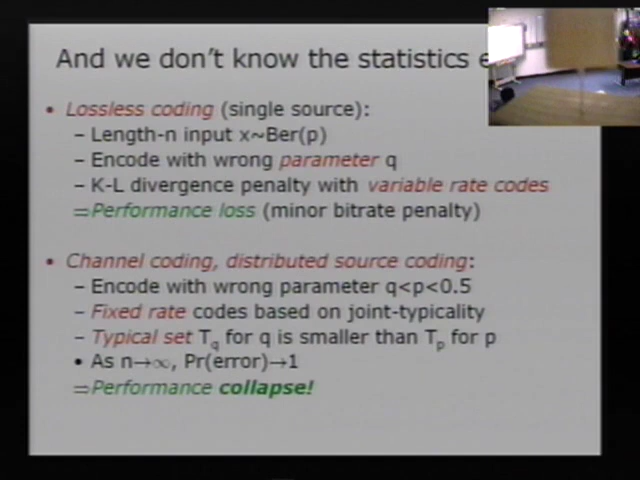 And we don't know the statistics
• Lossless coding (single source):
– Length-n input x~Ber(p)
– Encode with wrong parameter q
– K-L divergence penalty with variable rate codes
⇒Performance loss (minor bitrate penalty)
• Channel coding, distributed source coding:
– Encode with wrong parameter q<p<0.5
– Fixed rate codes based on joint-typicality
– Typical set Tq for q is smaller than Tp for p
• As n→∞, Pr(error)→1
⇒Performance collapse!